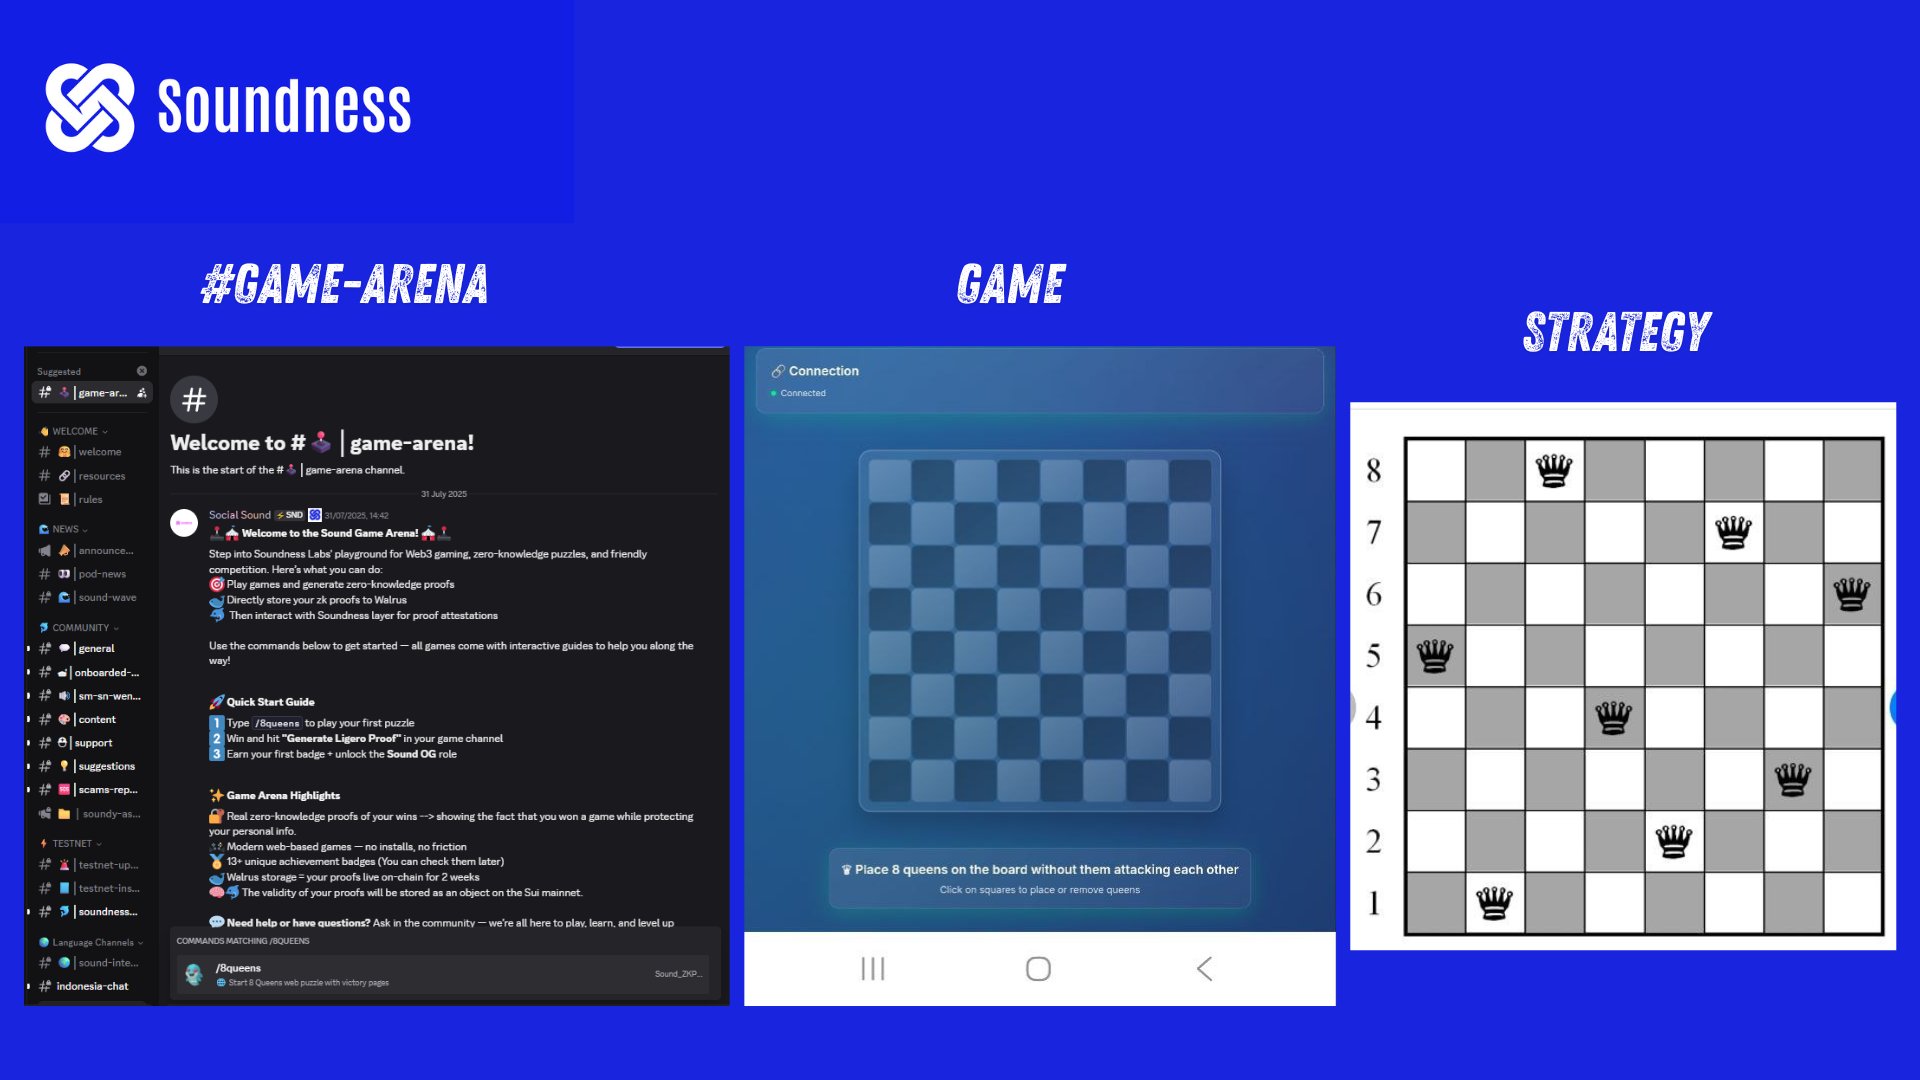 Soundness
#GAME-ARENA
GAME
STRATEGY
Suggested
game-ar...
WELCOME
welcome
resources
rules
NEWS
announce...
pod-news
sound-wave
COMMUNITY
general
onboarded-...
sm-sn-wen...
content
support
suggestions
scams-rep...
soundy-as...
TESTNET
testnet-up...
testnet-ins...
soundness...
Language Channels
sound-inte...
indonesia-chat
#
Welcome to # | game-arena!
This is the start of the # | game-arena channel.
31 July 2025
Social Sound SND 31/07/2025, 14:42
Welcome to the Sound Game Arena!
Step into Soundness Labs' playground for Web3 gaming, zero-knowledge puzzles, and friendly
competition. Here's what you can do:
Play games and generate zero-knowledge proofs
Directly store your zk proofs to Walrus
Then interact with Soundness layer for proof attestations
Use the commands below to get started — all games come with interactive guides to help you along the
way!
Quick Start Guide
1 Type /8queens to play your first puzzle
2 Win and hit "Generate Ligero Proof" in your game channel
3 Earn your first badge + unlock the Sound OG role
Game Arena Highlights
Real zero-knowledge proofs of your wins --> showing the fact that you won a game while protecting
your personal info.
Modern web-based games — no installs, no friction
13+ unique achievement badges (You can check them later)
Walrus storage = your proofs live on-chain for 2 weeks
The validity of your proofs will be stored as an object on the Sui mainnet.
Need help or have questions? Ask in the community — we're all here to play, learn, and level up
COMMANDS MATCHING /8QUEENS
/8queens
Start 8 Queens web puzzle with victory pages
Sound_ZKP...
Connection
Connected
Place 8 queens on the board without them attacking each other
Click on squares to place or remove queens
8
7
6
5
4
3
2
1